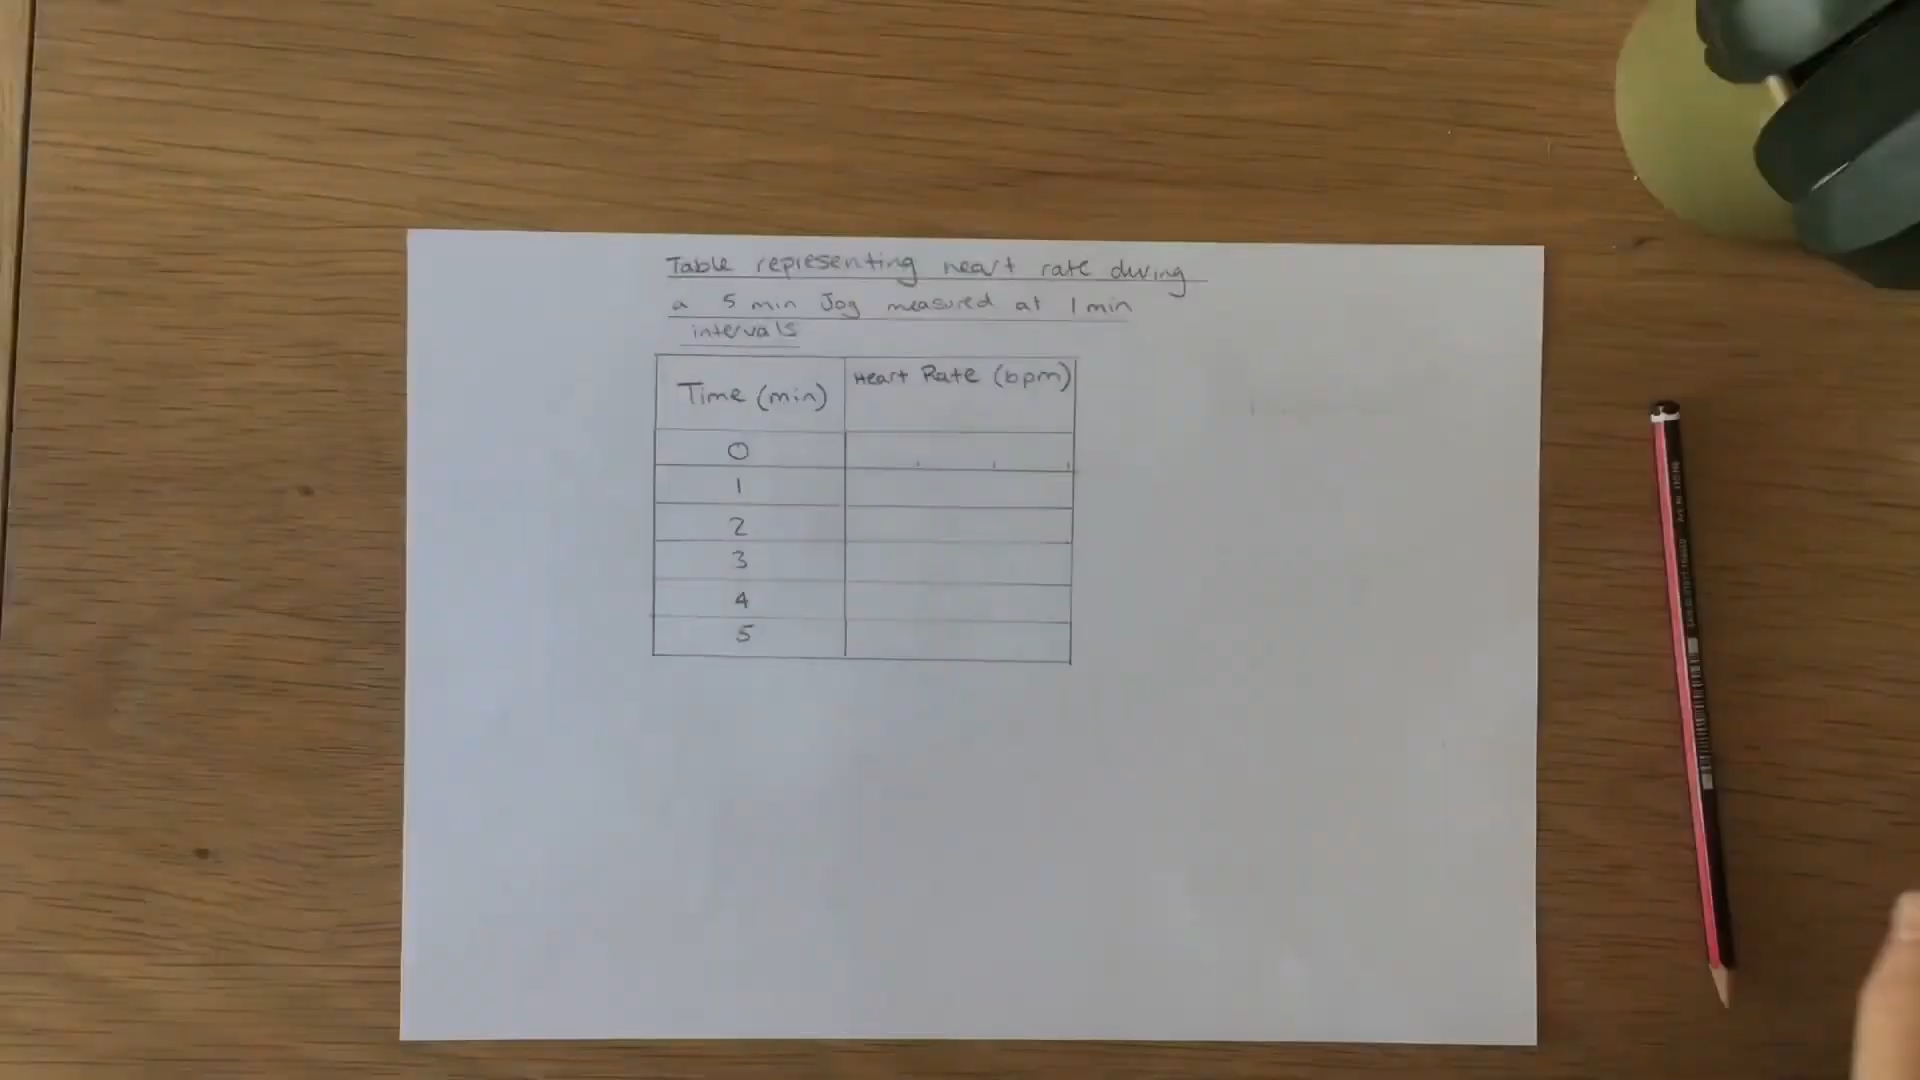 Table representing heart rate during
a 5 min Jog measured at 1 min
intervals
Time (min) Heart Rate (bpm)
0
1
2
3
4
5